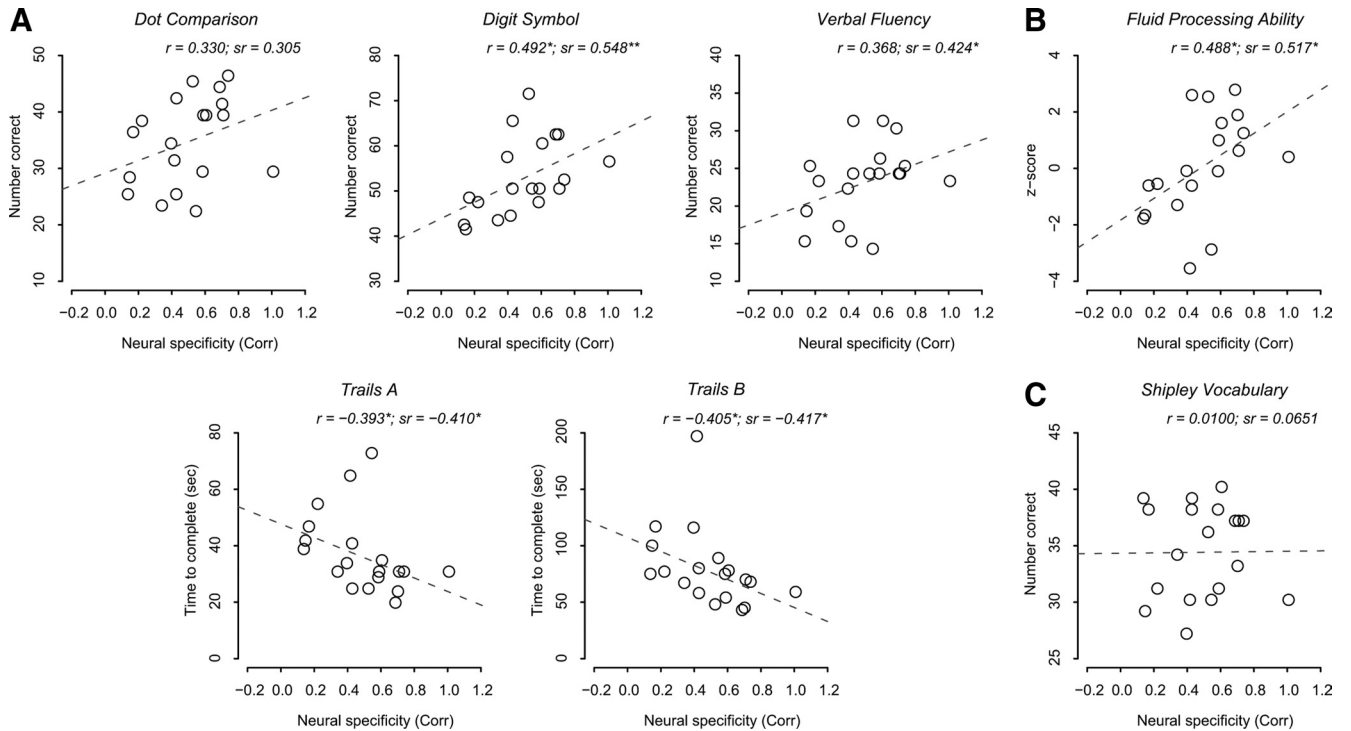 A
Dot Comparison
r = 0.330; sr = 0.305
Number correct
50
40
30
20
10
−0.2 0.0 0.2 0.4 0.6 0.8 1.0 1.2
Neural specificity (Corr)
Digit Symbol
r = 0.492*; sr = 0.548**
Number correct
80
70
60
50
40
30
−0.2 0.0 0.2 0.4 0.6 0.8 1.0 1.2
Neural specificity (Corr)
Verbal Fluency
r = 0.368; sr = 0.424*
Number correct
40
35
30
25
20
15
10
−0.2 0.0 0.2 0.4 0.6 0.8 1.0 1.2
Neural specificity (Corr)
B
Fluid Processing Ability
r = 0.488*; sr = 0.517*
z−score
4
2
0
−2
−4
−0.2 0.0 0.2 0.4 0.6 0.8 1.0 1.2
Neural specificity (Corr)
Trails A
r = −0.393*; sr = −0.410*
Time to complete (sec)
80
60
40
20
0
−0.2 0.0 0.2 0.4 0.6 0.8 1.0 1.2
Neural specificity (Corr)
Trails B
r = −0.405*; sr = −0.417*
Time to complete (sec)
200
150
100
50
0
−0.2 0.0 0.2 0.4 0.6 0.8 1.0 1.2
Neural specificity (Corr)
C
Shipley Vocabulary
r = 0.0100; sr = 0.0651
Number correct
45
40
35
30
25
−0.2 0.0 0.2 0.4 0.6 0.8 1.0 1.2
Neural specificity (Corr)